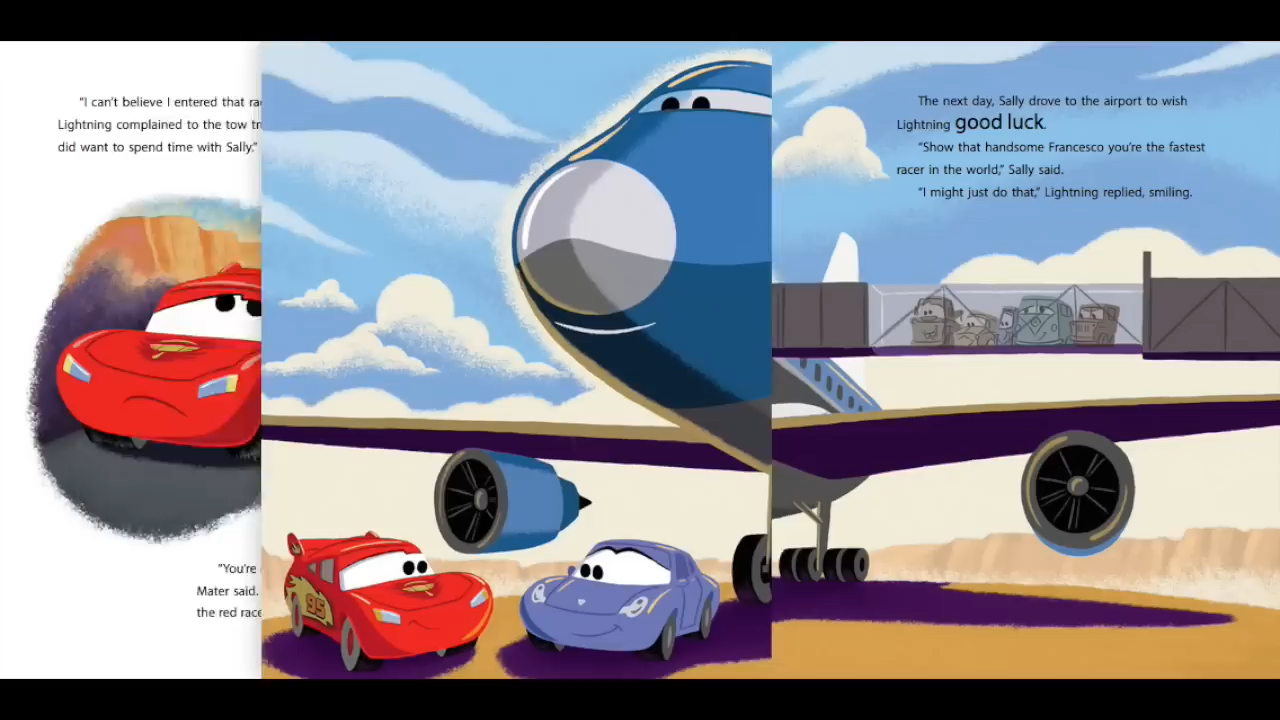 "I can't believe I entered that
Lightning complained to the tow
did want to spend time with Sally."
"You're
Mater said.
the red
95
The next day, Sally drove to the airport to wish
Lightning good luck.
"Show that handsome Francesco you're the fastest
racer in the world," Sally said.
"I might just do that," Lightning replied, smiling.